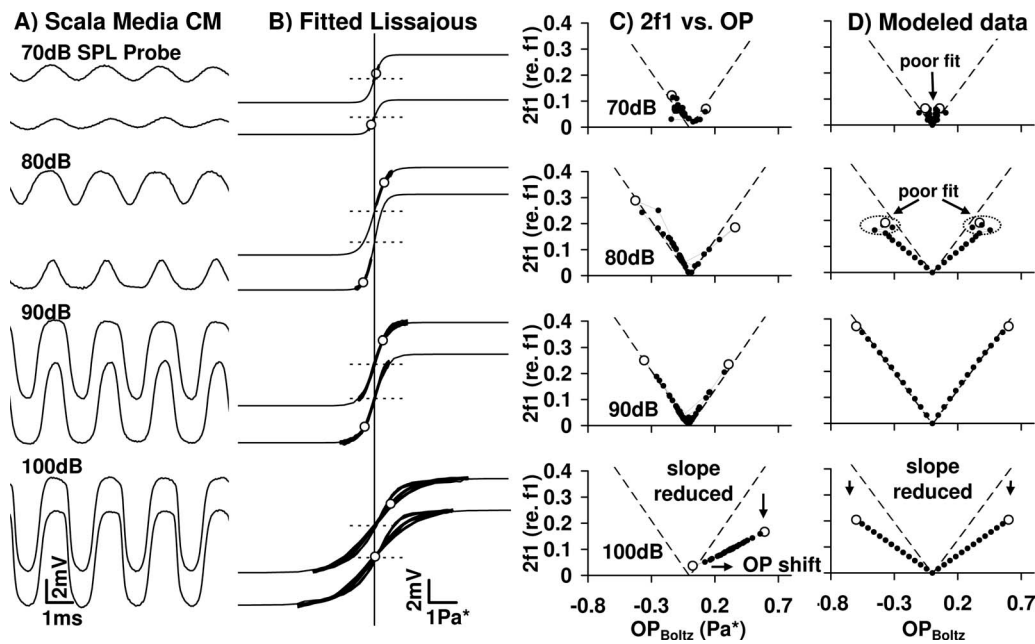 A) Scala Media CM
B) Fitted Lissajous
C) 2f1 vs. OP
D) Modeled data
70dB SPL Probe
80dB
90dB
100dB
2mV
1ms
2mV
1Pa*
2f1 (re. f1)
0.4
0.3
0.2
0.1
0
70dB
poor fit
2f1 (re. f1)
0.4
0.3
0.2
0.1
0
80dB
poor fit
2f1 (re. f1)
0.4
0.3
0.2
0.1
0
90dB
2f1 (re. f1)
0.4
0.3
0.2
0.1
0
100dB
slope
reduced
OP shift
slope
reduced
-0.8 -0.3 0.2 0.7
OPBoltz (Pa*)
-0.8 -0.3 0.2 0.7
OPBoltz